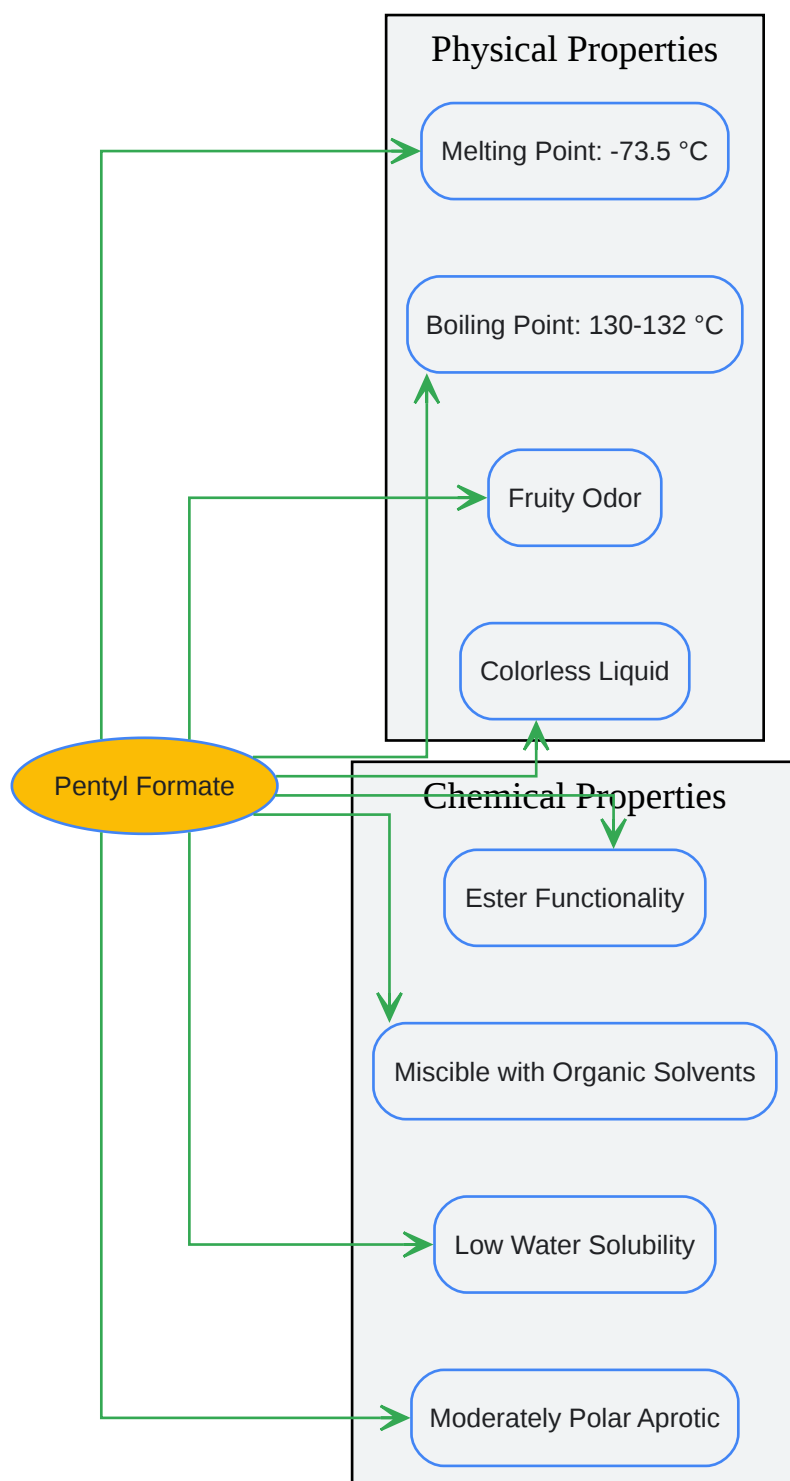 Physical Properties
Melting Point: -73.5 °C
Boiling Point: 130-132 °C
Fruity Odor
Colorless Liquid
Pentyl Formate
Chemical Properties
Ester Functionality
Miscible with Organic Solvents
Low Water Solubility
Moderately Polar Aprotic